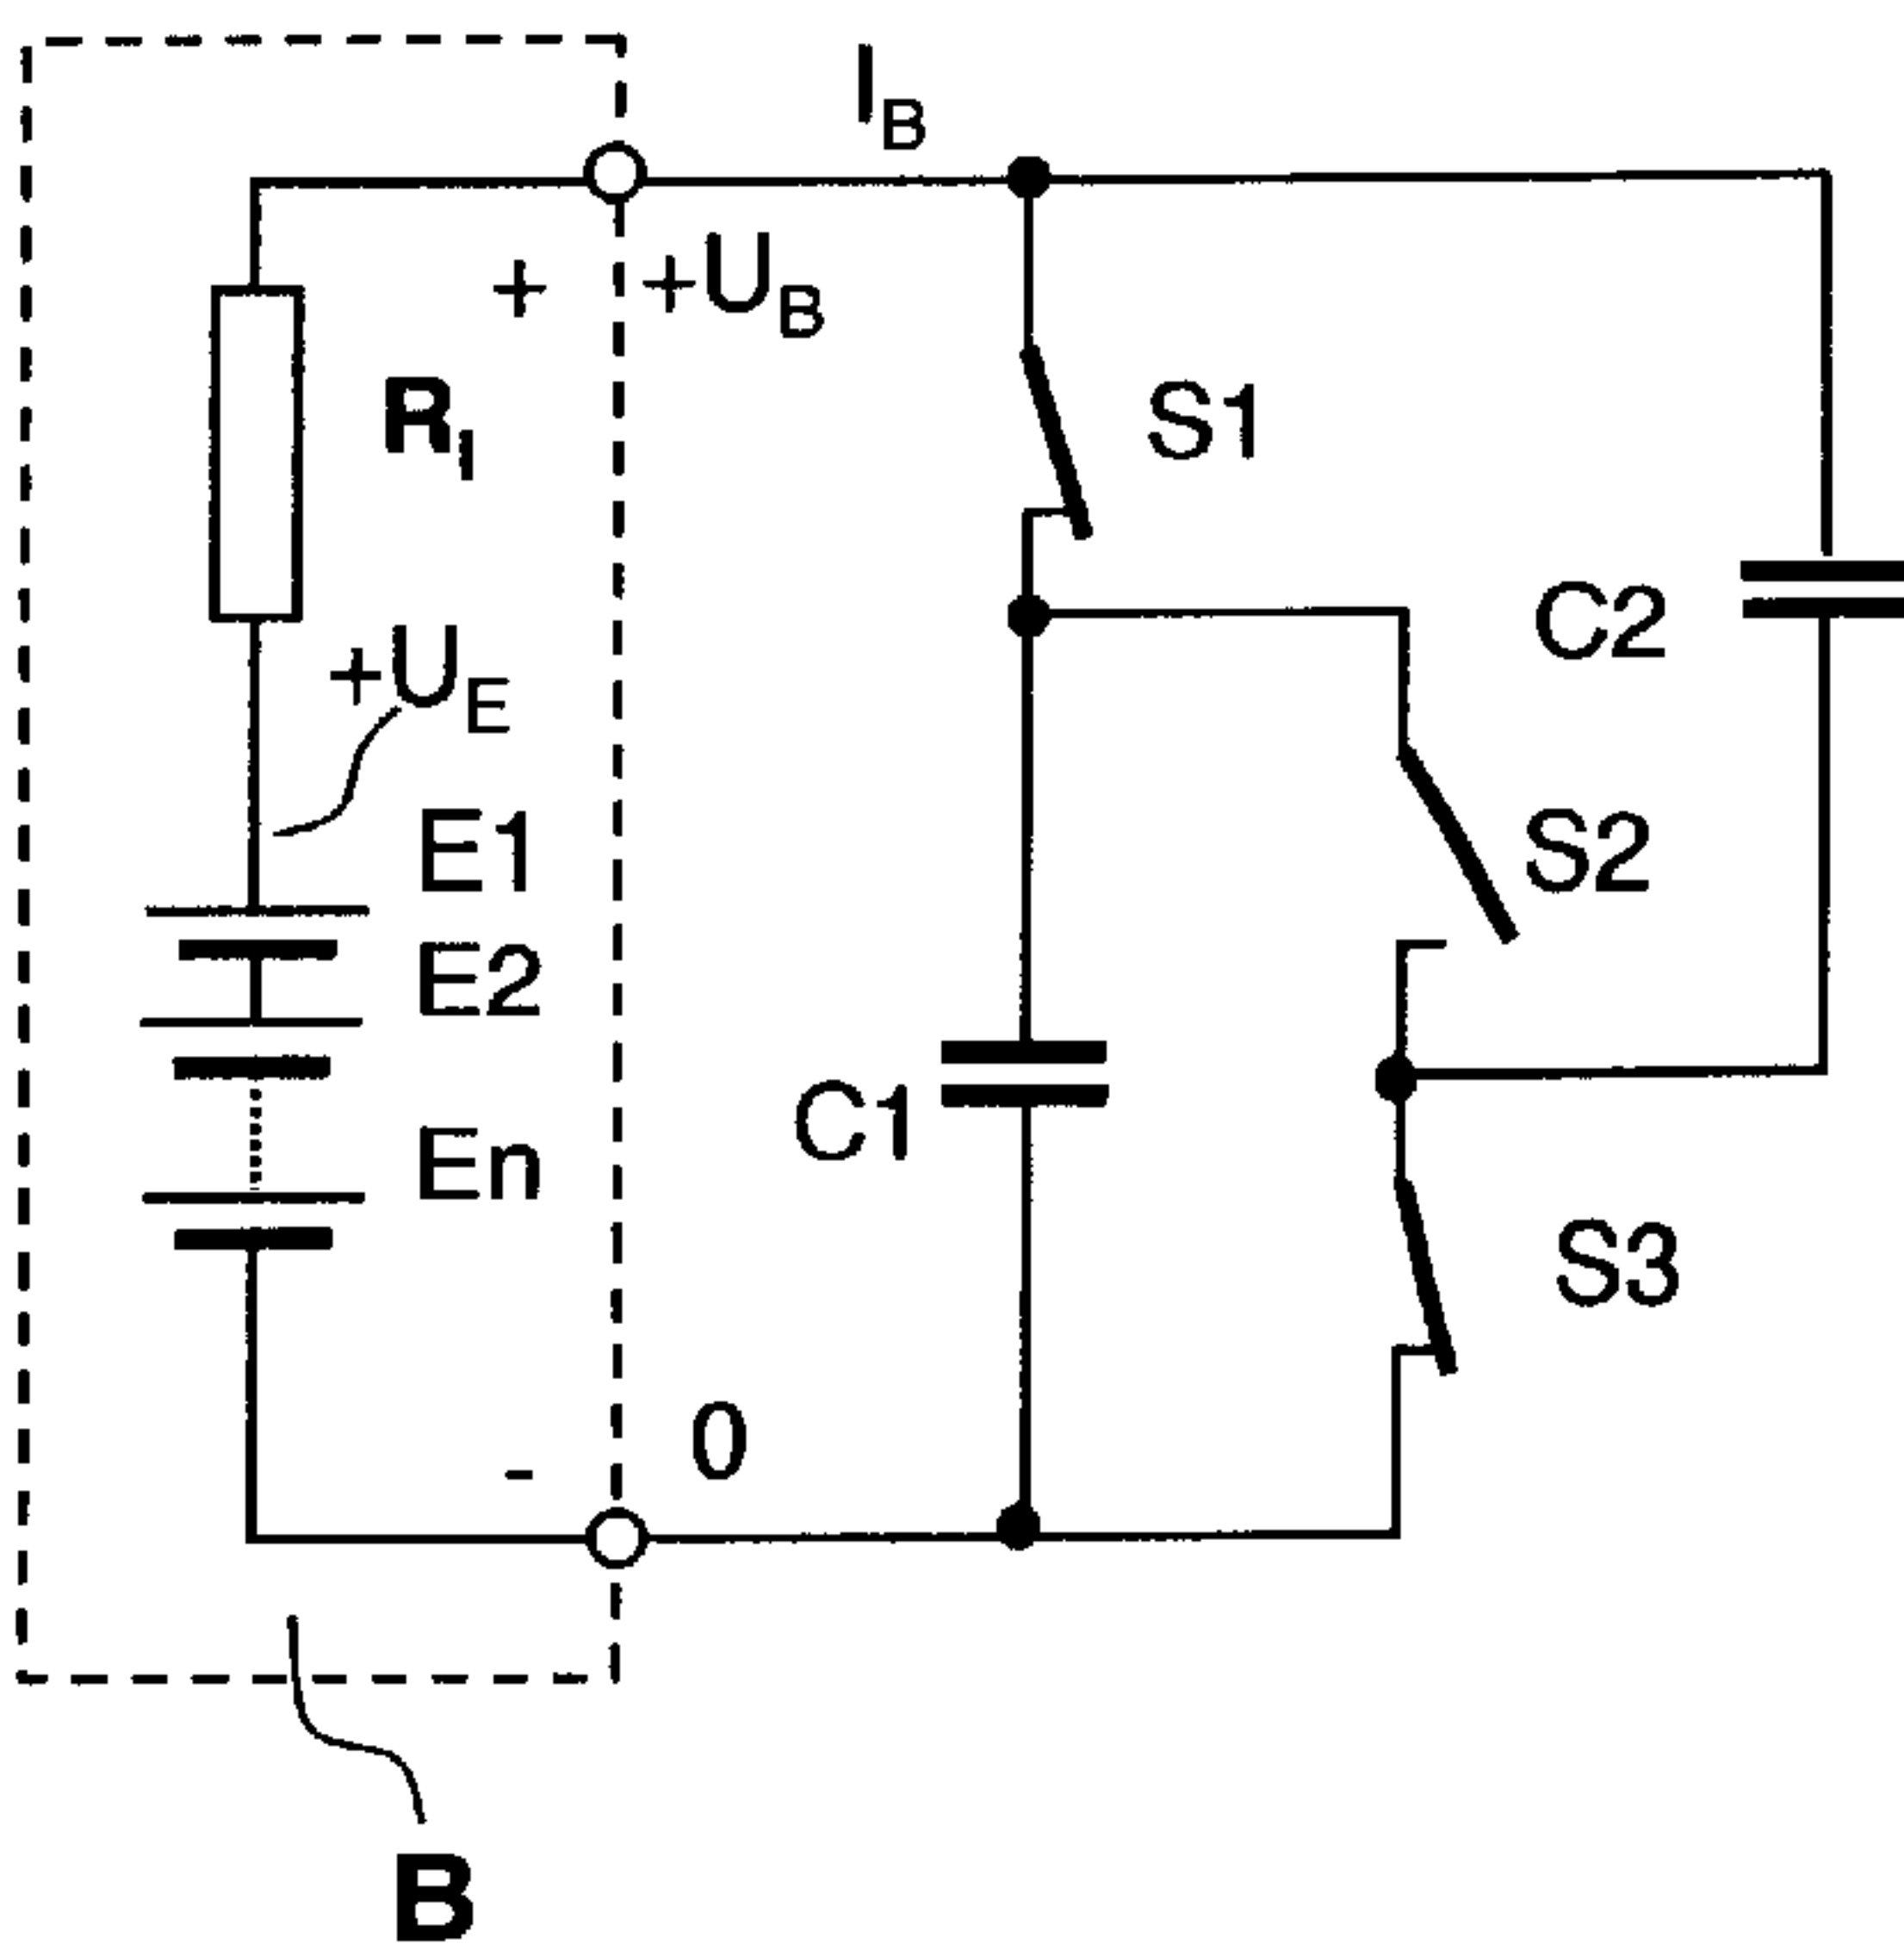 I_B
+ +U_B
R_I
S1
+U_E
C2
E1
S2
E2
C1
En
S3
0
-
B